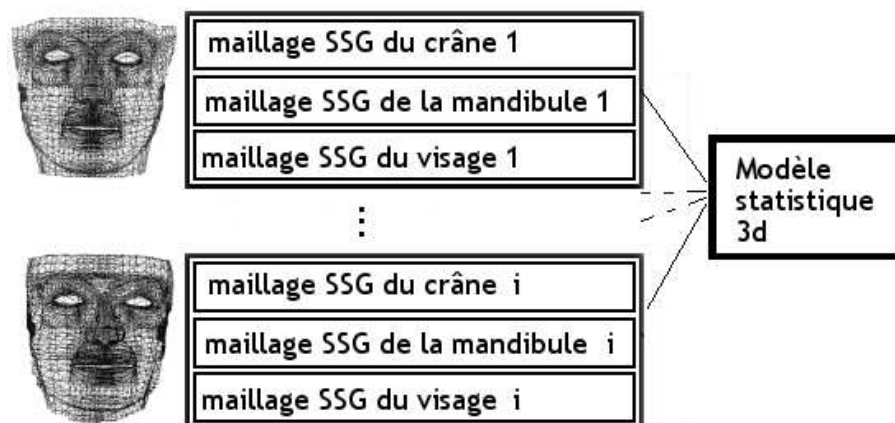 maillage SSG du crâne 1
maillage SSG de la mandibule 1
maillage SSG du visage 1
Modèle
statistique
3d
maillage SSG du crâne i
maillage SSG de la mandibule i
maillage SSG du visage i